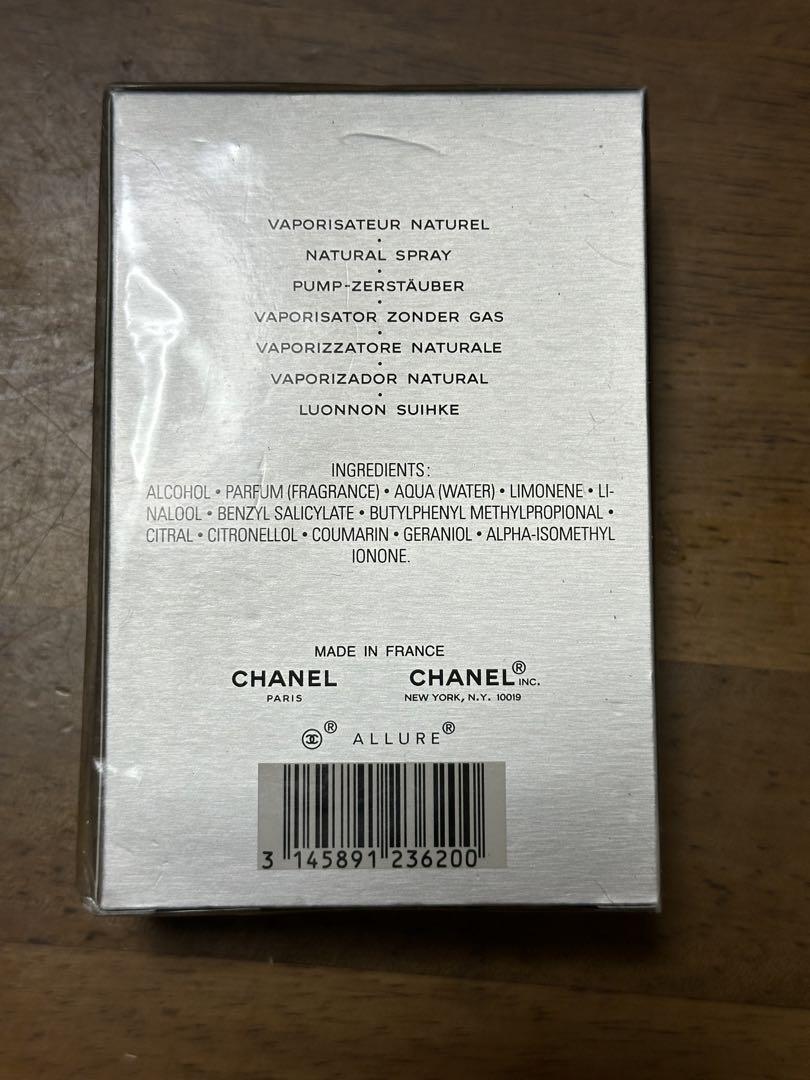 VAPORISATEUR NATUREL
•
NATURAL SPRAY
•
PUMP-ZERSTÄUBER
•
VAPORISATOR ZONDER GAS
•
VAPORIZZATORE NATURALE
•
VAPORIZADOR NATURAL
•
LUONNON SUIHKE
INGREDIENTS:
ALCOHOL • PARFUM (FRAGRANCE) • AQUA (WATER) • LIMONENE • LI-
NALOOL • BENZYL SALICYLATE • BUTYLPHENYL METHYLPROPIONAL •
CITRAL • CITRONELLOL • COUMARIN • GERANIOL • ALPHA-ISOMETHYL
IONONE.
MADE IN FRANCE
CHANEL CHANEL® INC.
PARIS NEW YORK, N.Y. 10019
® ALLURE®
3 145891 236200